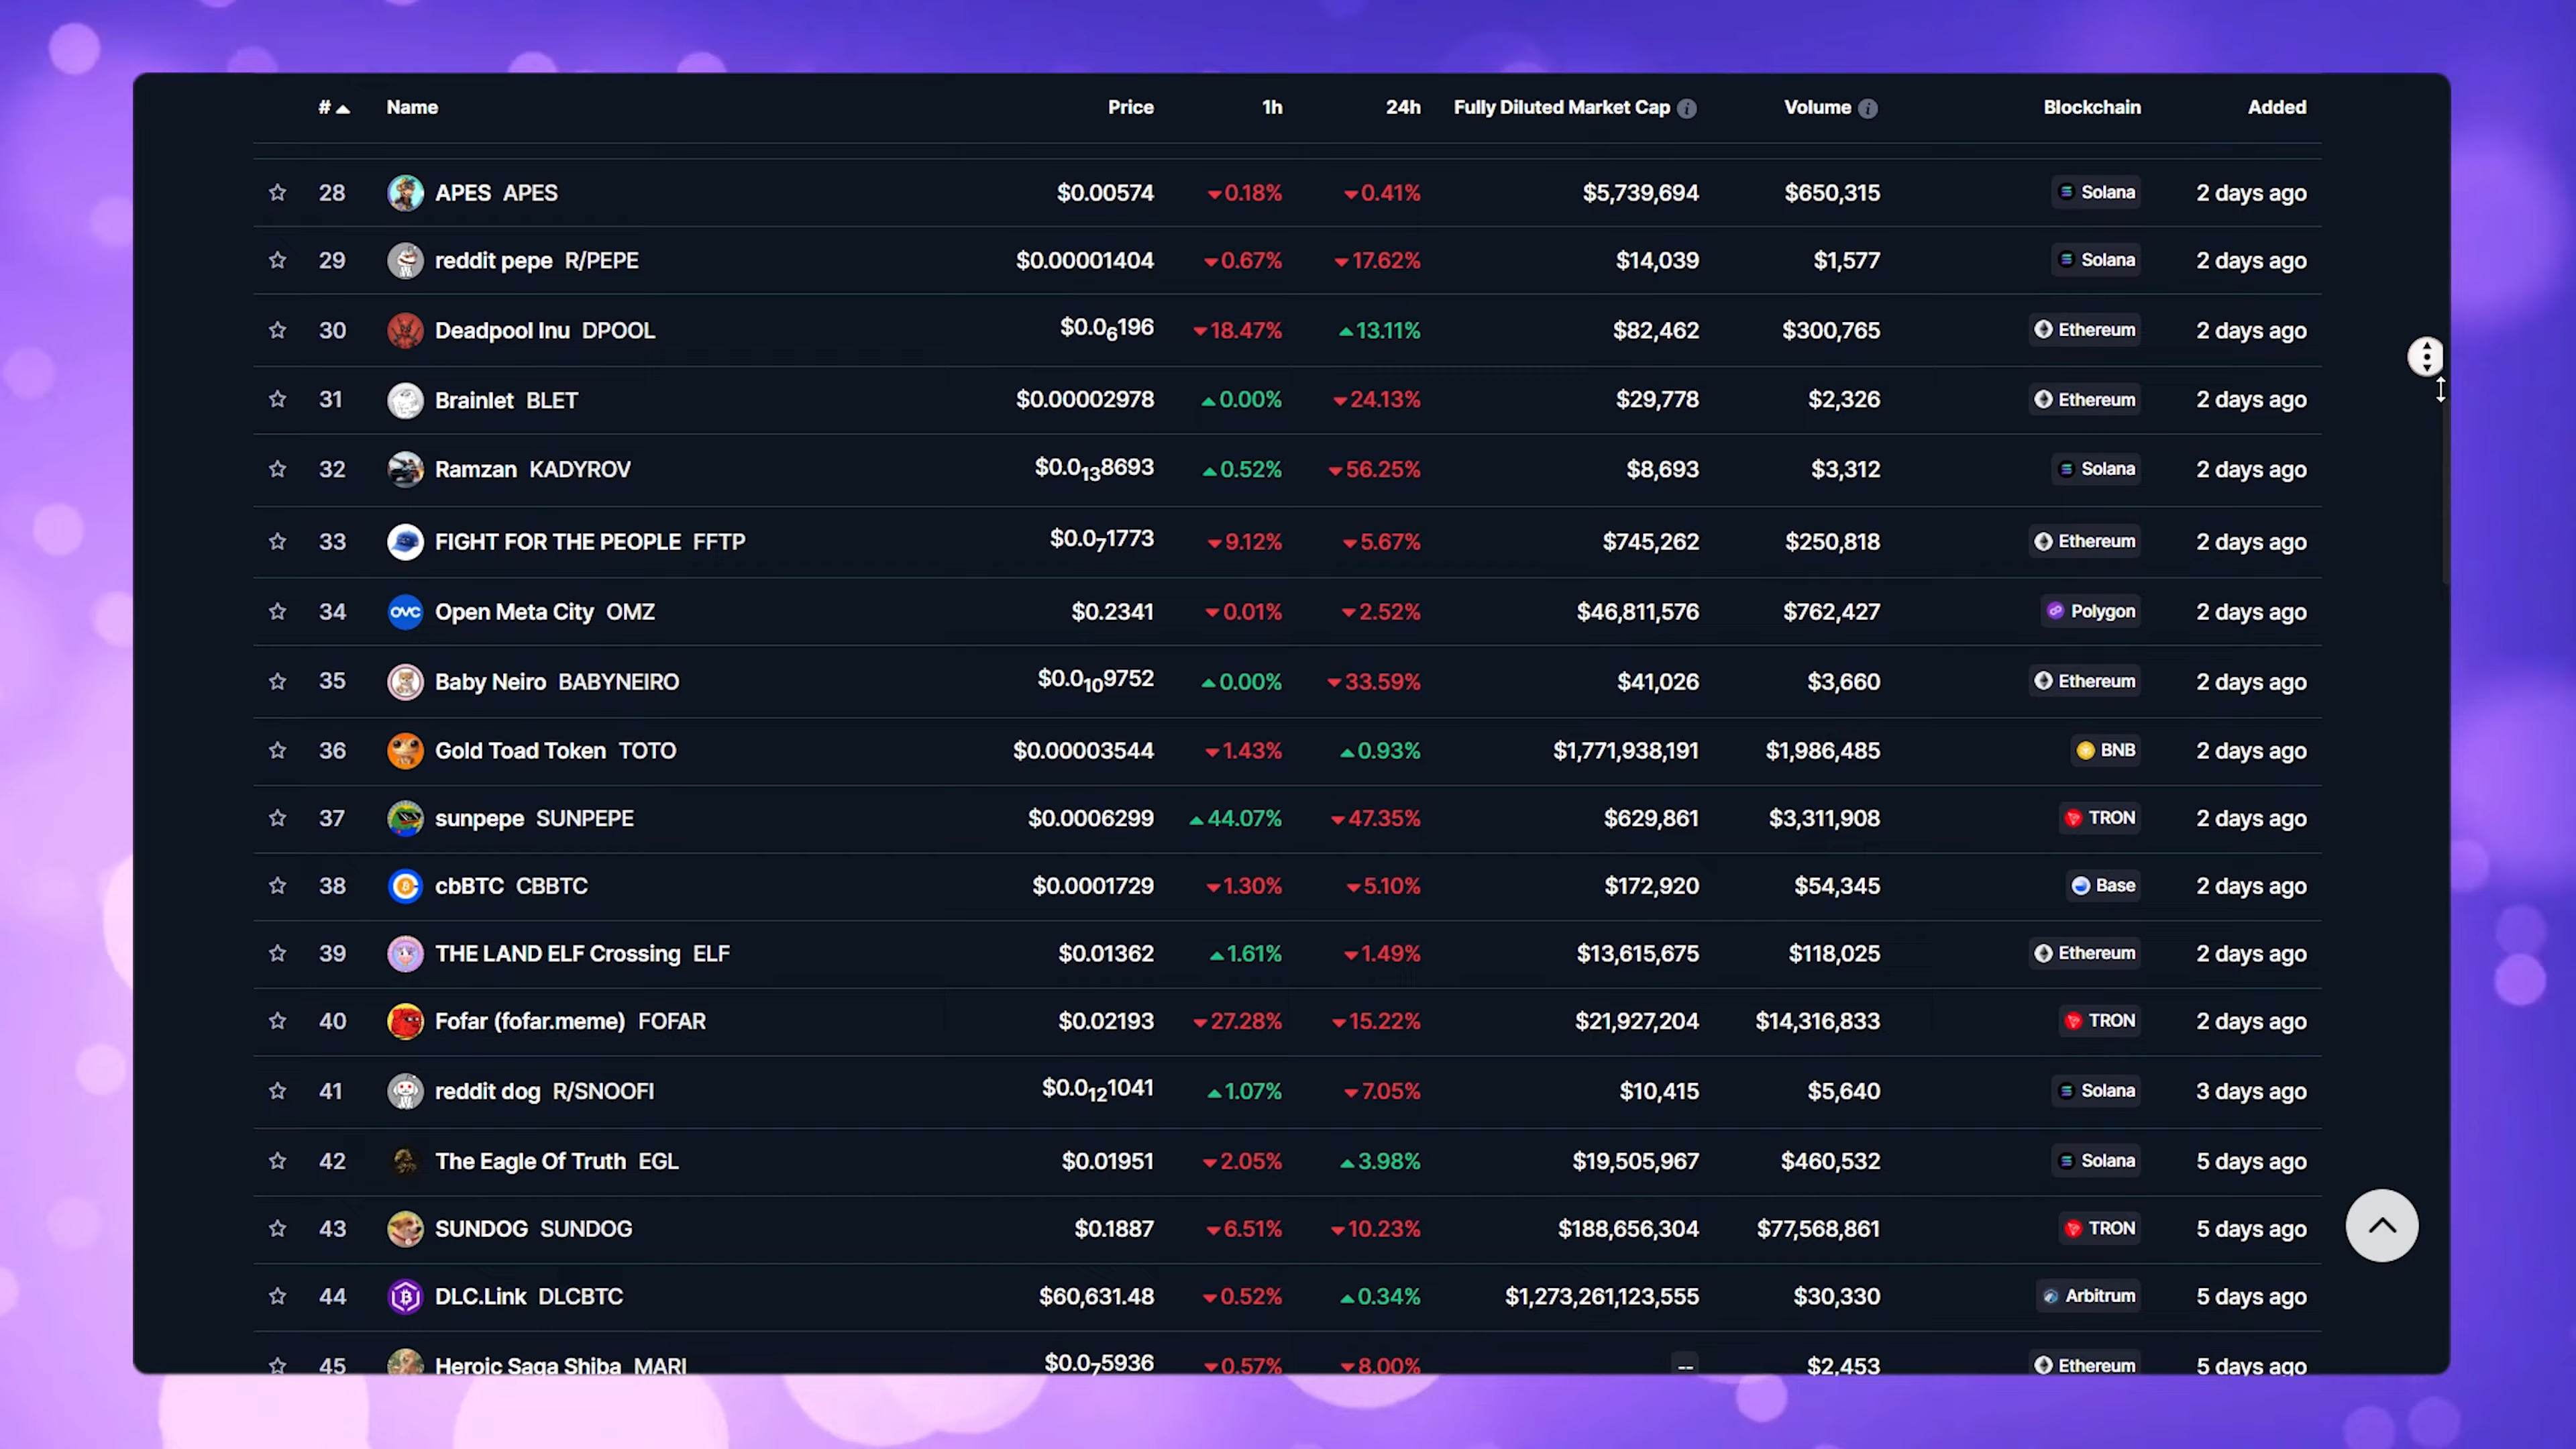 # Name Price 1h 24h Fully Diluted Market Cap Volume Blockchain Added
28 APES APES $0.00574 0.18% 0.41% $5,739,694 $650,315 Solana 2 days ago
29 reddit pepe R/PEPE $0.00001404 0.67% 17.62% $14,039 $1,577 Solana 2 days ago
30 Deadpool Inu DPOOL $0.0₆196 18.47% 13.11% $82,462 $300,765 Ethereum 2 days ago
31 Brainlet BLET $0.00002978 0.00% 24.13% $29,778 $2,326 Ethereum 2 days ago
32 Ramzan KADYROV $0.0₁₃8693 0.52% 56.25% $8,693 $3,312 Solana 2 days ago
33 FIGHT FOR THE PEOPLE FFTP $0.0₇1773 9.12% 5.67% $745,262 $250,818 Ethereum 2 days ago
34 OVC Open Meta City OMZ $0.2341 0.01% 2.52% $46,811,576 $762,427 Polygon 2 days ago
35 Baby Neiro BABYNEIRO $0.0₁₀9752 0.00% 33.59% $41,026 $3,660 Ethereum 2 days ago
36 Gold Toad Token TOTO $0.00003544 1.43% 0.93% $1,771,938,191 $1,986,485 BNB 2 days ago
37 sunpepe SUNPEPE $0.0006299 44.07% 47.35% $629,861 $3,311,908 TRON 2 days ago
38 cbBTC CBBTC $0.0001729 1.30% 5.10% $172,920 $54,345 Base 2 days ago
39 THE LAND ELF Crossing ELF $0.01362 1.61% 1.49% $13,615,675 $118,025 Ethereum 2 days ago
40 Fofar (fofar.meme) FOFAR $0.02193 27.28% 15.22% $21,927,204 $14,316,833 TRON 2 days ago
41 reddit dog R/SNOOFI $0.0₁₂1041 1.07% 7.05% $10,415 $5,640 Solana 3 days ago
42 The Eagle Of Truth EGL $0.01951 2.05% 3.98% $19,505,967 $460,532 Solana 5 days ago
43 SUNDOG SUNDOG $0.1887 6.51% 10.23% $188,656,304 $77,568,861 TRON 5 days ago
44 DLC.Link DLCBTC $60,631.48 0.52% 0.34% $1,273,261,123,555 $30,330 Arbitrum 5 days ago
45 Heroic Saga Shiba MARI $0.0₇5936 0.57% 8.00% -- $2,453 Ethereum 5 days ago